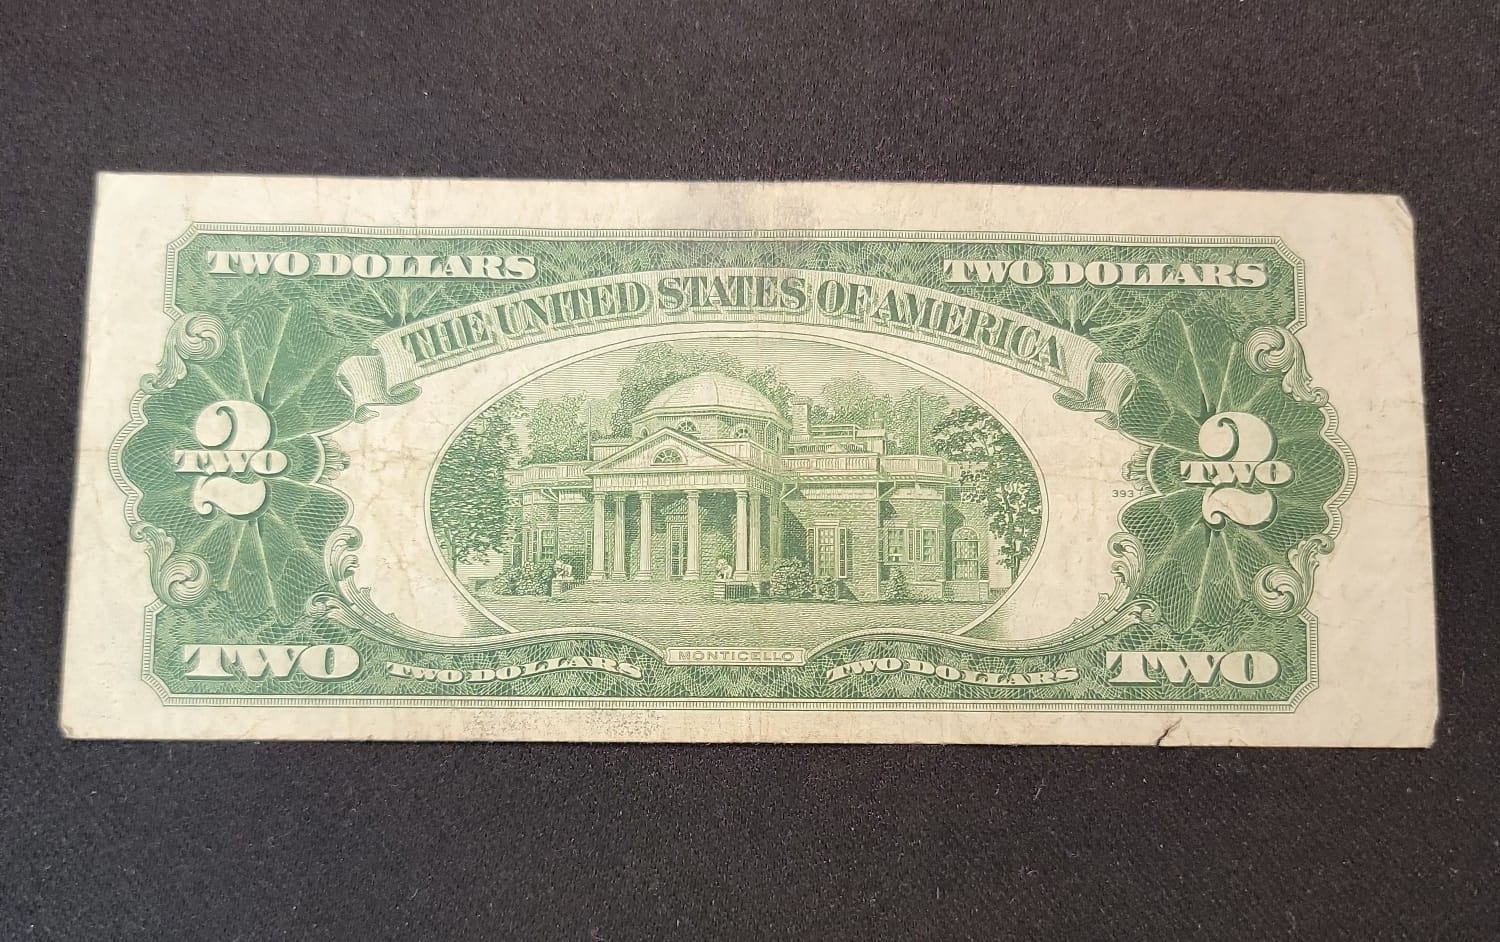 TWO DOLLARS TWO DOLLARS
THE UNITED STATES OF AMERICA
2 2
TWO TWO
393
MONTICELLO
TWO TWO DOLLARS TWO DOLLARS TWO